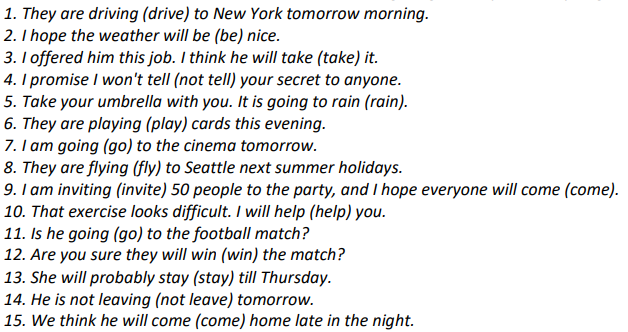 1. They are driving (drive) to New York tomorrow morning.
2. I hope the weather will be (be) nice.
3. I offered him this job. I think he will take (take) it.
4. I promise I won't tell (not tell) your secret to anyone.
5. Take your umbrella with you. It is going to rain (rain).
6. They are playing (play) cards this evening.
7. I am going (go) to the cinema tomorrow.
8. They are flying (fly) to Seattle next summer holidays.
9. I am inviting (invite) 50 people to the party, and I hope everyone will come (come).
10. That exercise looks difficult. I will help (help) you.
11. Is he going (go) to the football match?
12. Are you sure they will win (win) the match?
13. She will probably stay (stay) till Thursday.
14. He is not leaving (not leave) tomorrow.
15. We think he will come (come) home late in the night.